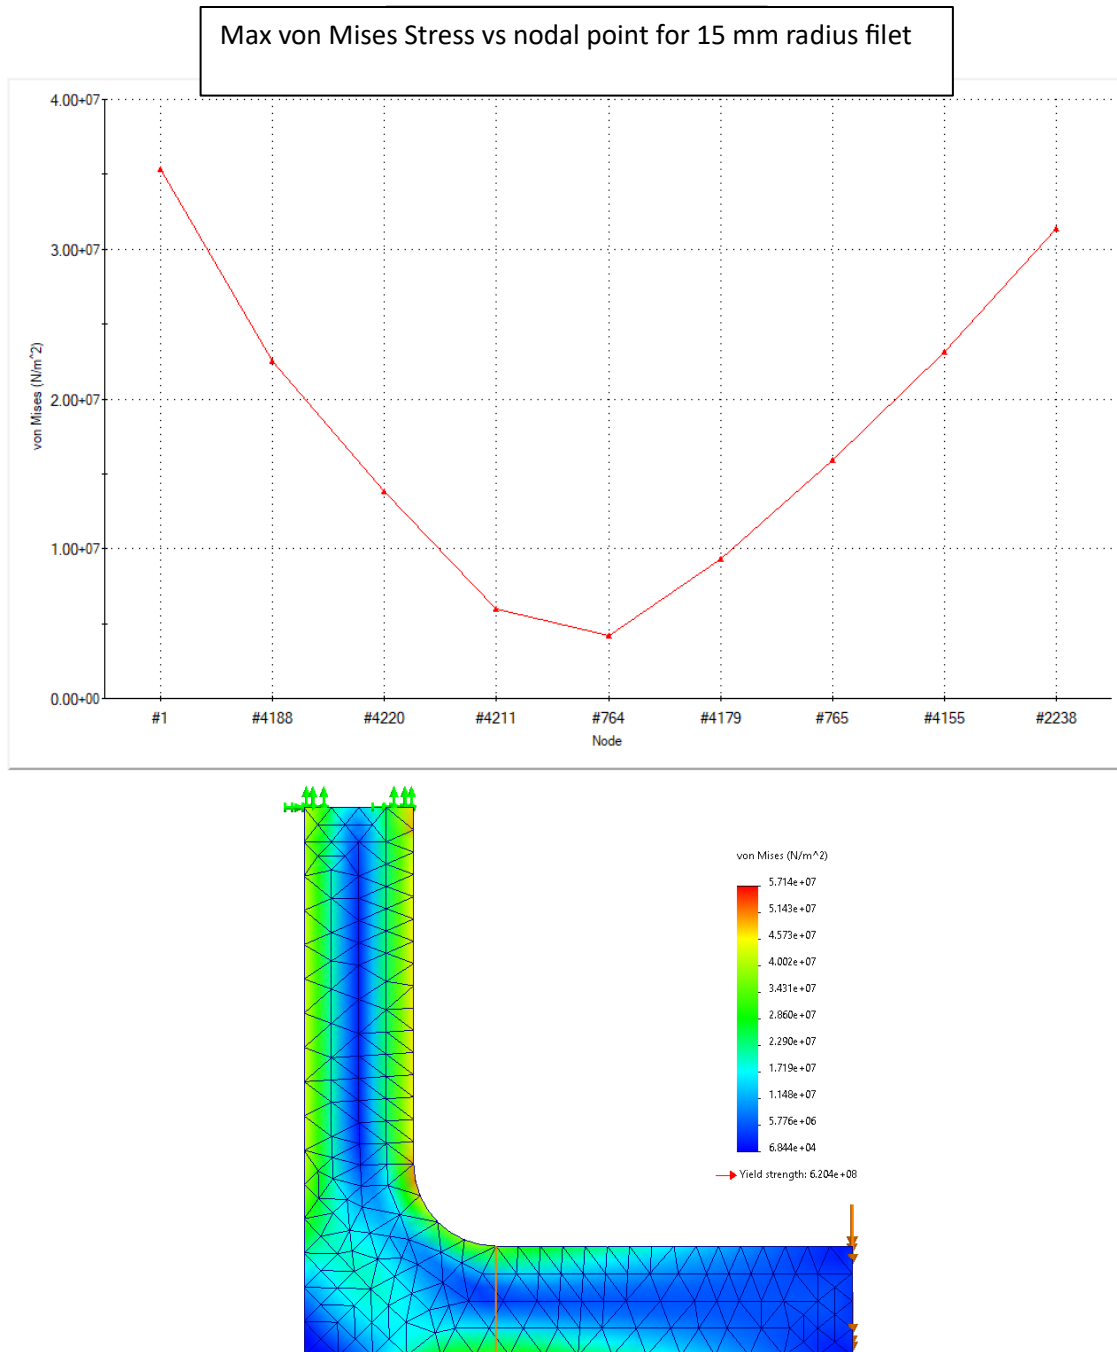 Max von Mises Stress vs nodal point for 15 mm radius filet
4.00+07
3.00+07
2.00+07
1.00+07
0.00+00
von Mises (N/m^2)
#1 #4188 #4220 #4211 #764 #4179 #765 #4155 #2238
Node
von Mises (N/m^2)
5.714e+07
5.143e+07
4.573e+07
4.002e+07
3.431e+07
2.860e+07
2.290e+07
1.719e+07
1.148e+07
5.776e+06
6.844e+04
Yield strength: 6.204e+08